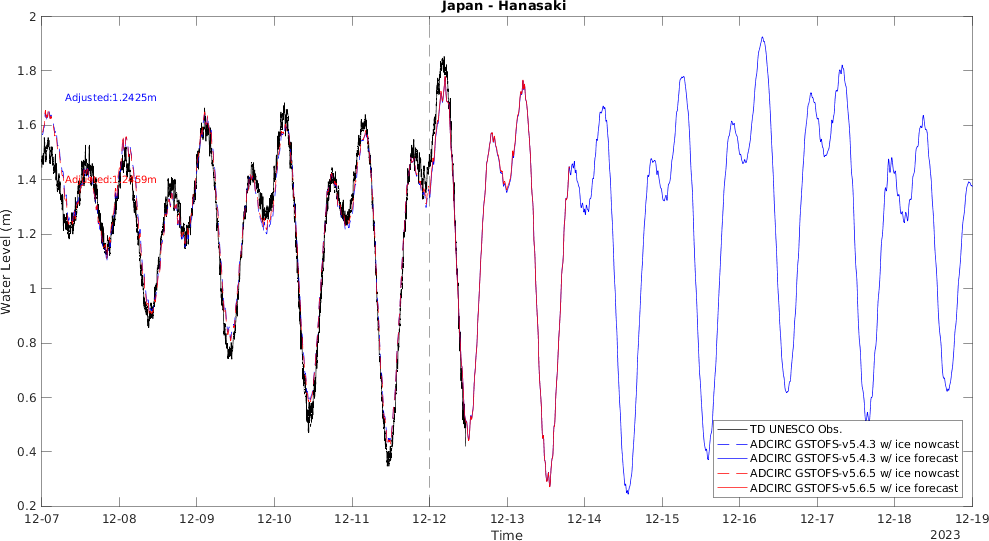 Japan - Hanasaki
2
1.8
1.6
1.4
1.2
1
0.8
0.6
0.4
0.2
Water Level (m)
Adjusted:1.2425m
Adjusted:1.2459m
TD UNESCO Obs.
ADCIRC GSTOFS-v5.4.3 w/ ice nowcast
ADCIRC GSTOFS-v5.4.3 w/ ice forecast
ADCIRC GSTOFS-v5.6.5 w/ ice nowcast
ADCIRC GSTOFS-v5.6.5 w/ ice forecast
12-07 12-08 12-09 12-10 12-11 12-12 12-13 12-14 12-15 12-16 12-17 12-18 12-19
Time
2023